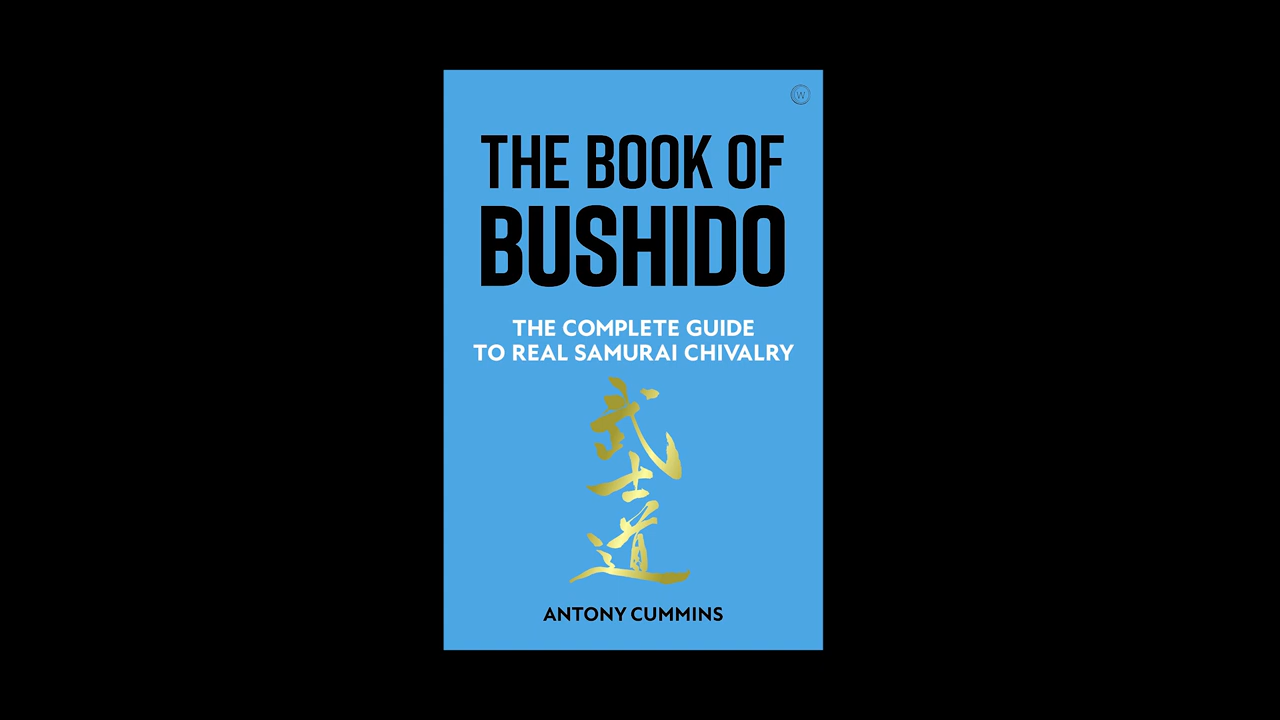 W
THE BOOK OF
BUSHIDO
THE COMPLETE GUIDE
TO REAL SAMURAI CHIVALRY
武
士
道
ANTONY CUMMINS